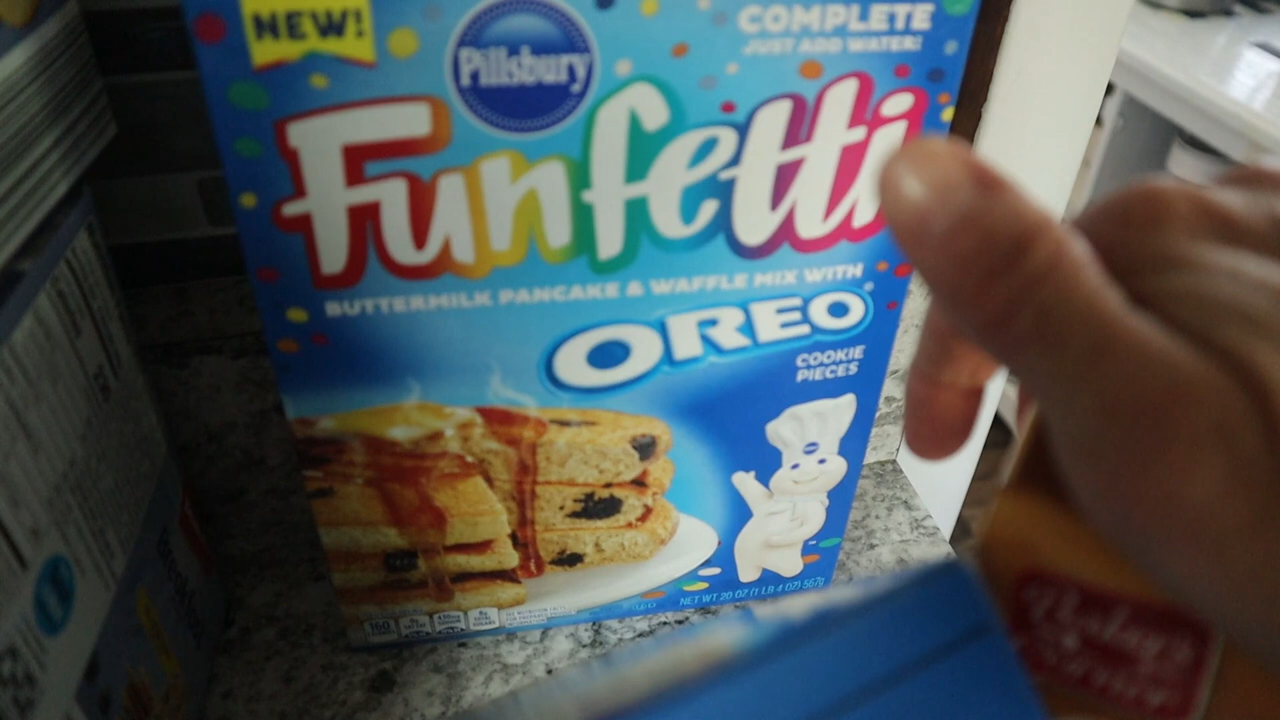 NEW!
Pillsbury
COMPLETE
JUST ADD WATER!
Funfetti
BUTTERMILK PANCAKE & WAFFLE MIX WITH
OREO®
COOKIE
PIECES
NET WT 20 OZ (1 LB 4 OZ) 567g
160